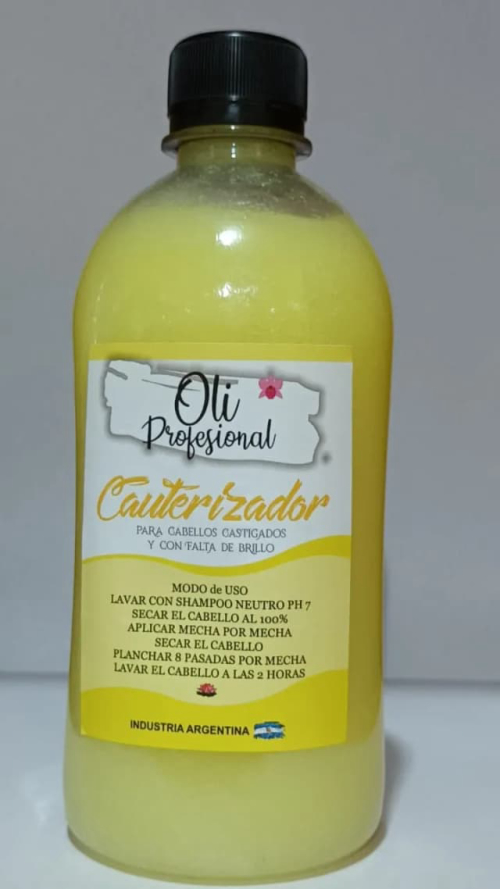 Oli
Profesional
Cauterizador
PARA CABELLOS CASTIGADOS
Y CON FALTA DE BRILLO
MODO de USO
LAVAR CON SHAMPOO NEUTRO PH 7
SECAR EL CABELLO AL 100%
APLICAR MECHA POR MECHA
SECAR EL CABELLO
PLANCHAR 8 PASADAS POR MECHA
LAVAR EL CABELLO A LAS 2 HORAS
INDUSTRIA ARGENTINA